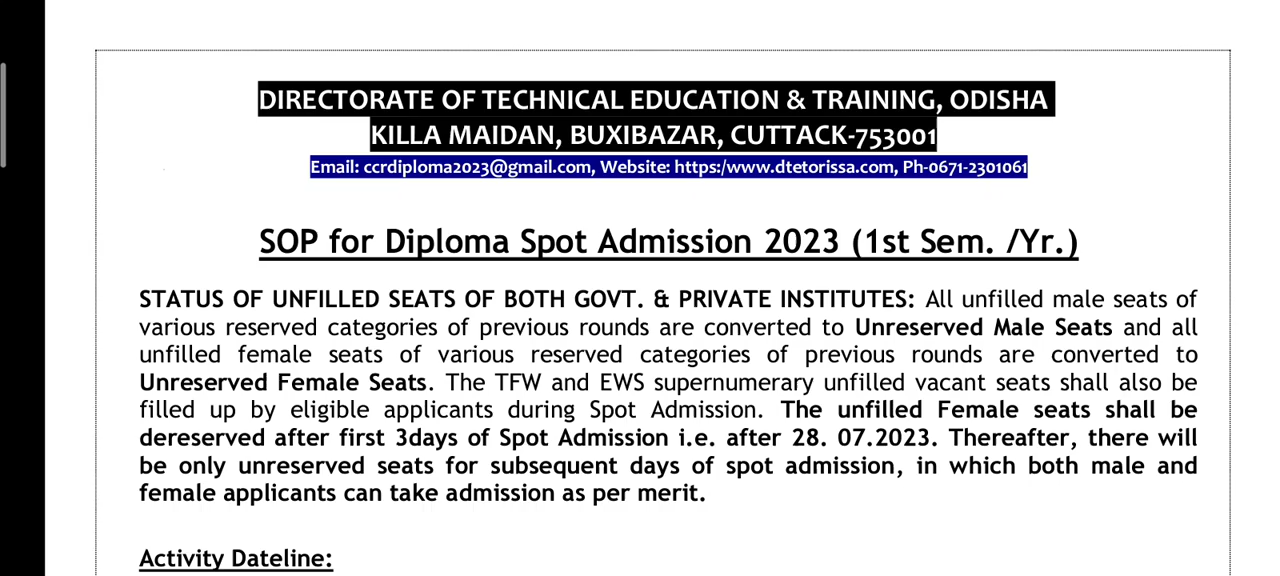 DIRECTORATE OF TECHNICAL EDUCATION & TRAINING, ODISHA
KILLA MAIDAN, BUXIBAZAR, CUTTACK-753001
Email: ccrdiploma2023@gmail.com, Website: https:/www.dtetorissa.com, Ph-0671-2301061
SOP for Diploma Spot Admission 2023 (1st Sem. /Yr.)
STATUS OF UNFILLED SEATS OF BOTH GOVT. & PRIVATE INSTITUTES: All unfilled male seats of
various reserved categories of previous rounds are converted to Unreserved Male Seats and all
unfilled female seats of various reserved categories of previous rounds are converted to
Unreserved Female Seats. The TFW and EWS supernumerary unfilled vacant seats shall also be
filled up by eligible applicants during Spot Admission. The unfilled Female seats shall be
dereserved after first 3days of Spot Admission i.e. after 28. 07.2023. Thereafter, there will
be only unreserved seats for subsequent days of spot admission, in which both male and
female applicants can take admission as per merit.
Activity Dateline: